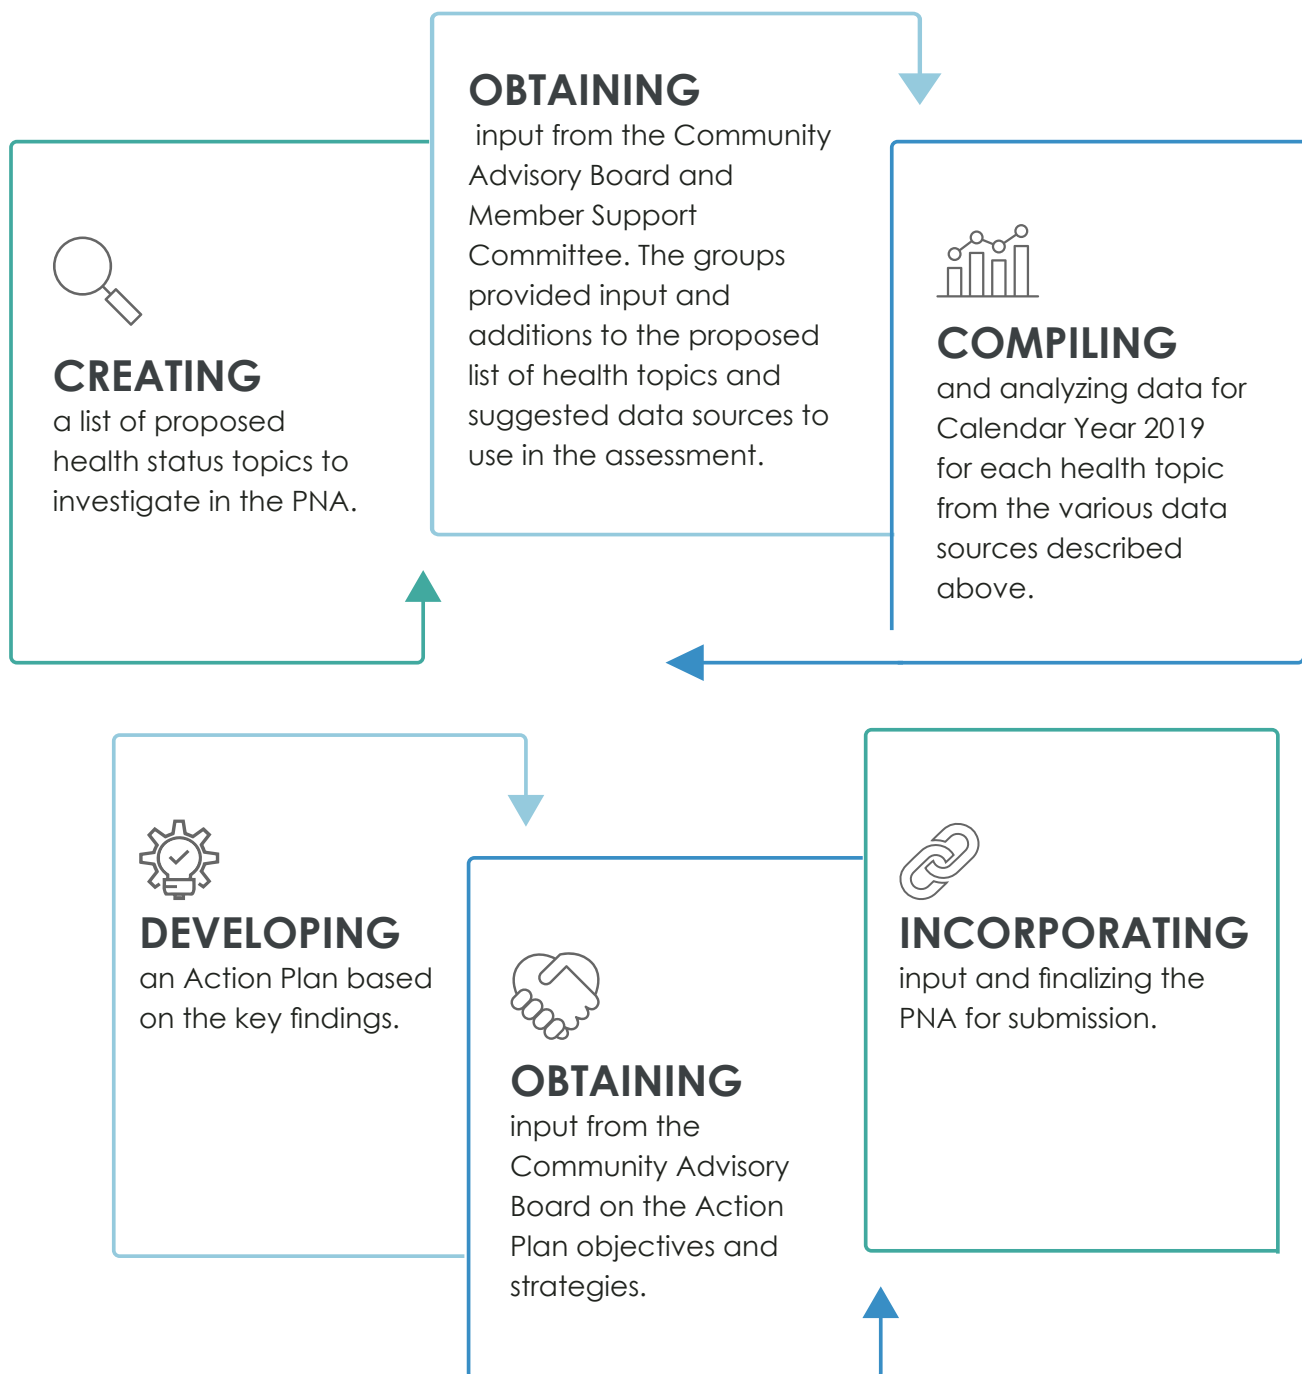 CREATING
a list of proposed
health status topics to
investigate in the PNA.
OBTAINING
input from the Community
Advisory Board and
Member Support
Committee. The groups
provided input and
additions to the proposed
list of health topics and
suggested data sources to
use in the assessment.
COMPILING
and analyzing data for
Calendar Year 2019
for each health topic
from the various data
sources described
above.
DEVELOPING
an Action Plan based
on the key findings.
OBTAINING
input from the
Community Advisory
Board on the Action
Plan objectives and
strategies.
INCORPORATING
input and finalizing the
PNA for submission.